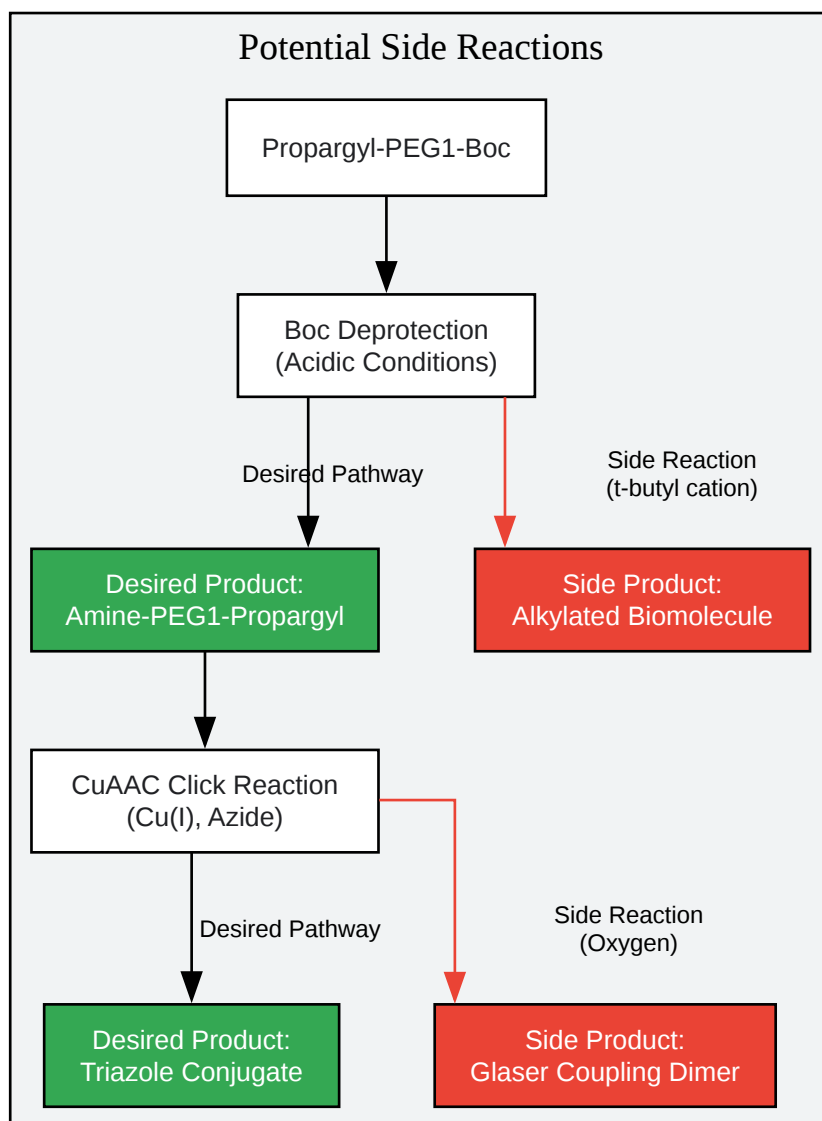 Potential Side Reactions
Propargyl-PEG1-Boc
Boc Deprotection
(Acidic Conditions)
Desired Pathway
Side Reaction
(t-butyl cation)
Desired Product:
Amine-PEG1-Propargyl
Side Product:
Alkylated Biomolecule
CuAAC Click Reaction
(Cu(I), Azide)
Desired Pathway
Side Reaction
(Oxygen)
Desired Product:
Triazole Conjugate
Side Product:
Glaser Coupling Dimer